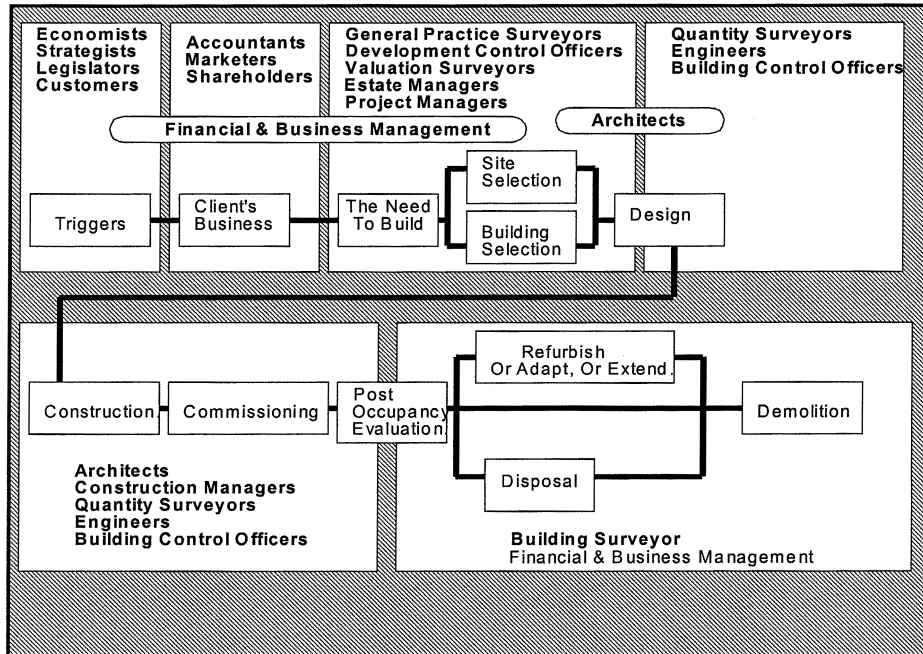 Economists
Strategists
Legislators
Customers
Accountants
Marketers
Shareholders
General Practice Surveyors
Development Control Officers
Valuation Surveyors
Estate Managers
Project Managers
Quantity Surveyors
Engineers
Building Control Officers
Financial & Business Management
Architects
Triggers
Client's
Business
The Need
To Build
Site
Selection
Building
Selection
Design
Construction.
Commissioning
Post
Occupancy
Evaluation.
Refurbish
Or Adapt, Or Extend.
Disposal
Demolition
Architects
Construction Managers
Quantity Surveyors
Engineers
Building Control Officers
Building Surveyor
Financial & Business Management